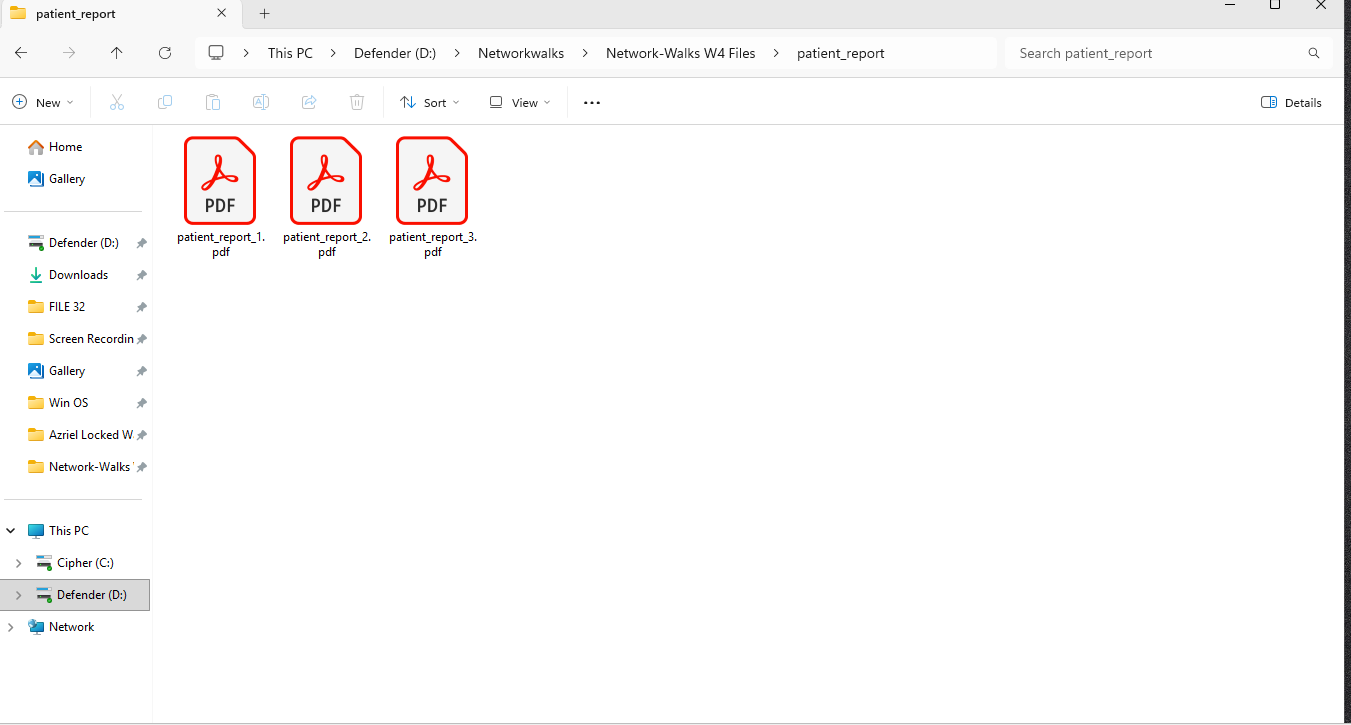 patient_report
This PC > Defender (D:) > Networkwalks > Network-Walks W4 Files > patient_report
Search patient_report
New
Sort
View
Details
Home
Gallery
Defender (D:)
Downloads
FILE 32
Screen Recordin
Gallery
Win OS
Azriel Locked W
Network-Walks
This PC
Cipher (C:)
Defender (D:)
Network
PDF
patient_report_1.
pdf
PDF
patient_report_2.
pdf
PDF
patient_report_3.
pdf